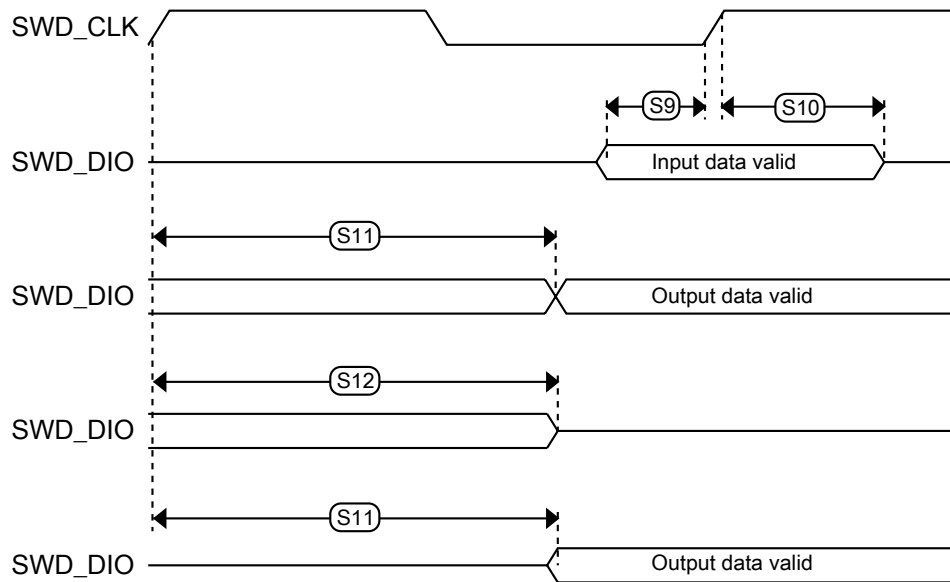 SWD_CLK
S9
S10
SWD_DIO
Input data valid
S11
SWD_DIO
Output data valid
S12
SWD_DIO
S11
SWD_DIO
Output data valid